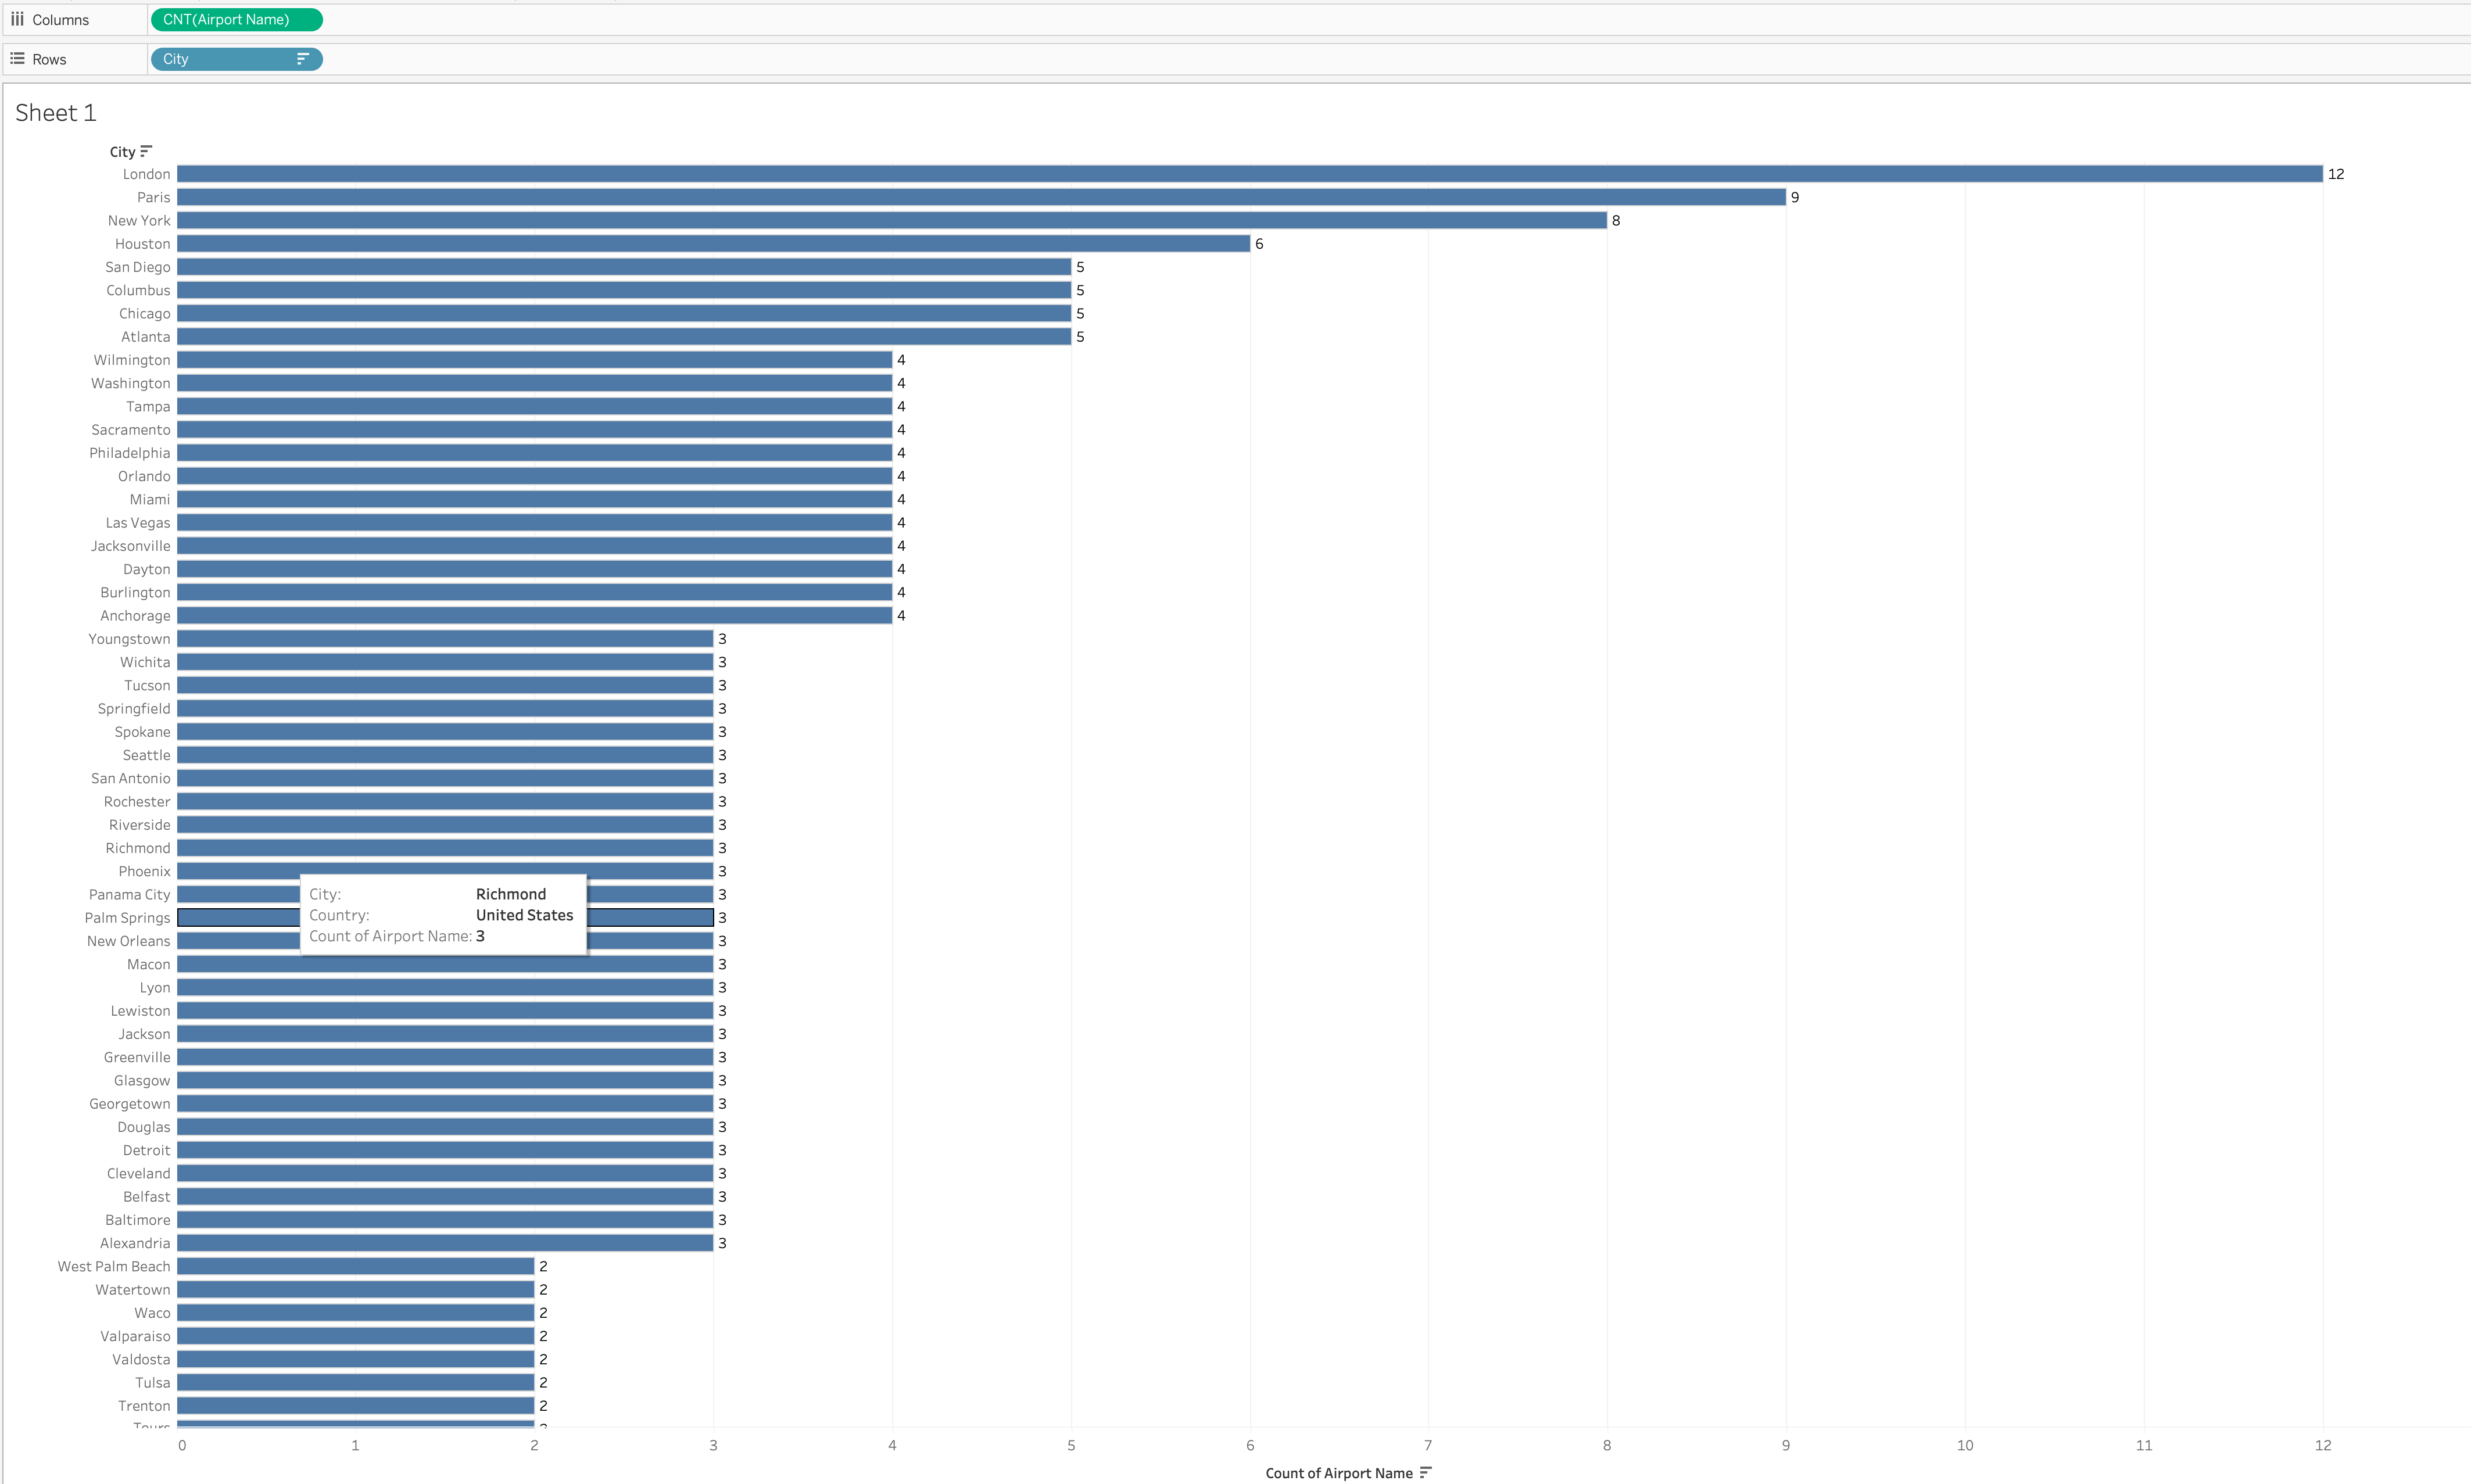 Columns CNT(Airport Name)
Rows City
Sheet 1
City
London 12
Paris 9
New York 8
Houston 6
San Diego 5
Columbus 5
Chicago 5
Atlanta 5
Wilmington 4
Washington 4
Tampa 4
Sacramento 4
Philadelphia 4
Orlando 4
Miami 4
Las Vegas 4
Jacksonville 4
Dayton 4
Burlington 4
Anchorage 4
Youngstown 3
Wichita 3
Tucson 3
Springfield 3
Spokane 3
Seattle 3
San Antonio 3
Rochester 3
Riverside 3
Richmond 3
Phoenix 3
Panama City 3
Palm Springs 3
New Orleans 3
City: Richmond
Country: United States
Count of Airport Name: 3
Macon 3
Lyon 3
Lewiston 3
Jackson 3
Greenville 3
Glasgow 3
Georgetown 3
Douglas 3
Detroit 3
Cleveland 3
Belfast 3
Baltimore 3
Alexandria 3
West Palm Beach 2
Watertown 2
Waco 2
Valparaiso 2
Valdosta 2
Tulsa 2
Trenton 2
0 1 2 3 4 5 6 7 8 9 10 11 12
Count of Airport Name